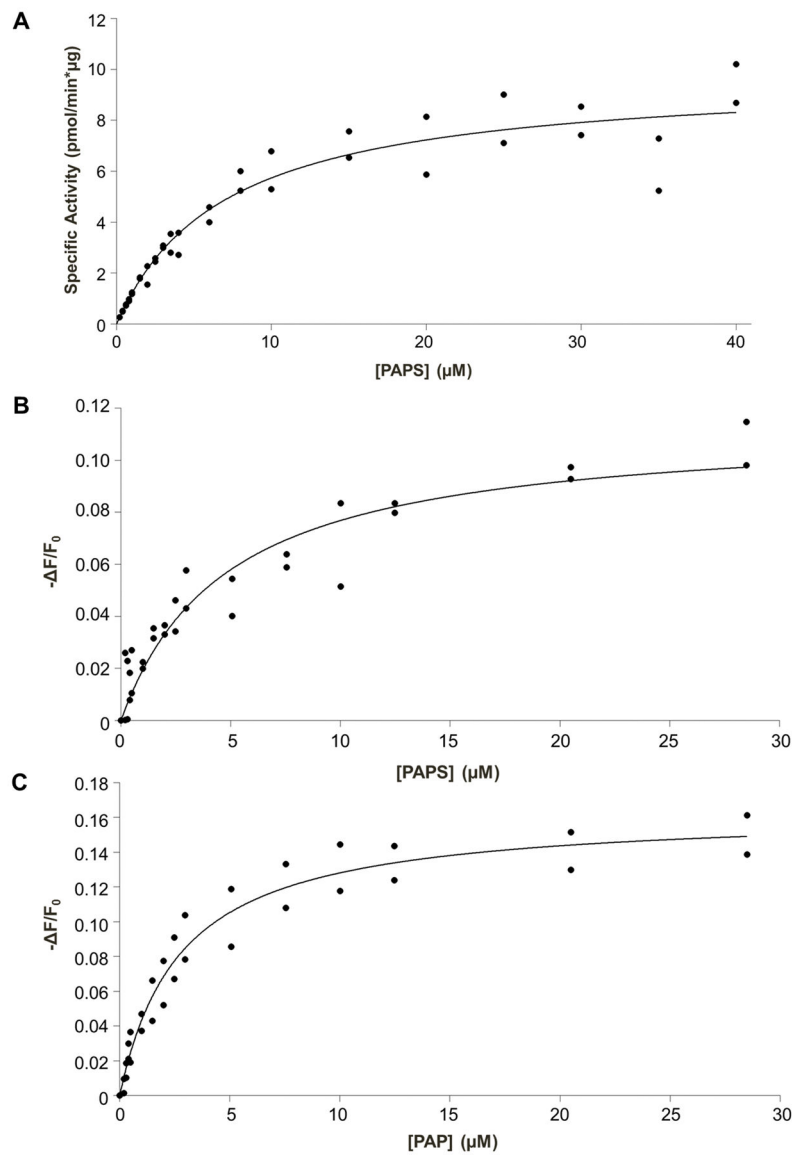 A
Specific Activity (pmol/min*µg)
12
10
8
6
4
2
0
0 10 20 30 40
[PAPS] (µM)
B
-ΔF/F0
0.12
0.10
0.08
0.06
0.04
0.02
0
0 5 10 15 20 25 30
[PAPS] (µM)
C
-ΔF/F0
0.18
0.16
0.14
0.12
0.10
0.08
0.06
0.04
0.02
0
0 5 10 15 20 25 30
[PAP] (µM)